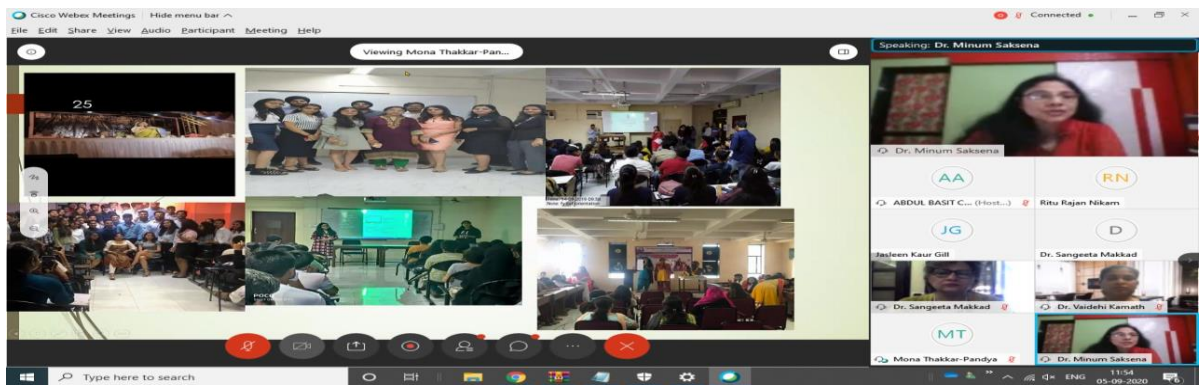 Cisco Webex Meetings Hide menu bar
Connected
File Edit Share View Audio Participant Meeting Help
Viewing Mona Thakkar-Pan...
Speaking: Dr. Minum Saksena
25
Dr. Minum Saksena
AA
RN
ABDUL BASIT C... (Host...)
Ritu Rajan Nikam
JG
D
Jasleen Kaur Gill
Dr. Sangeeta Makkad
Dr. Sangeeta Makkad
Dr. Vaidehi Kamath
POCO
MT
Mona Thakkar-Pandya
Dr. Minum Saksena
Type here to search
ENG
11:54
05-09-2020
6